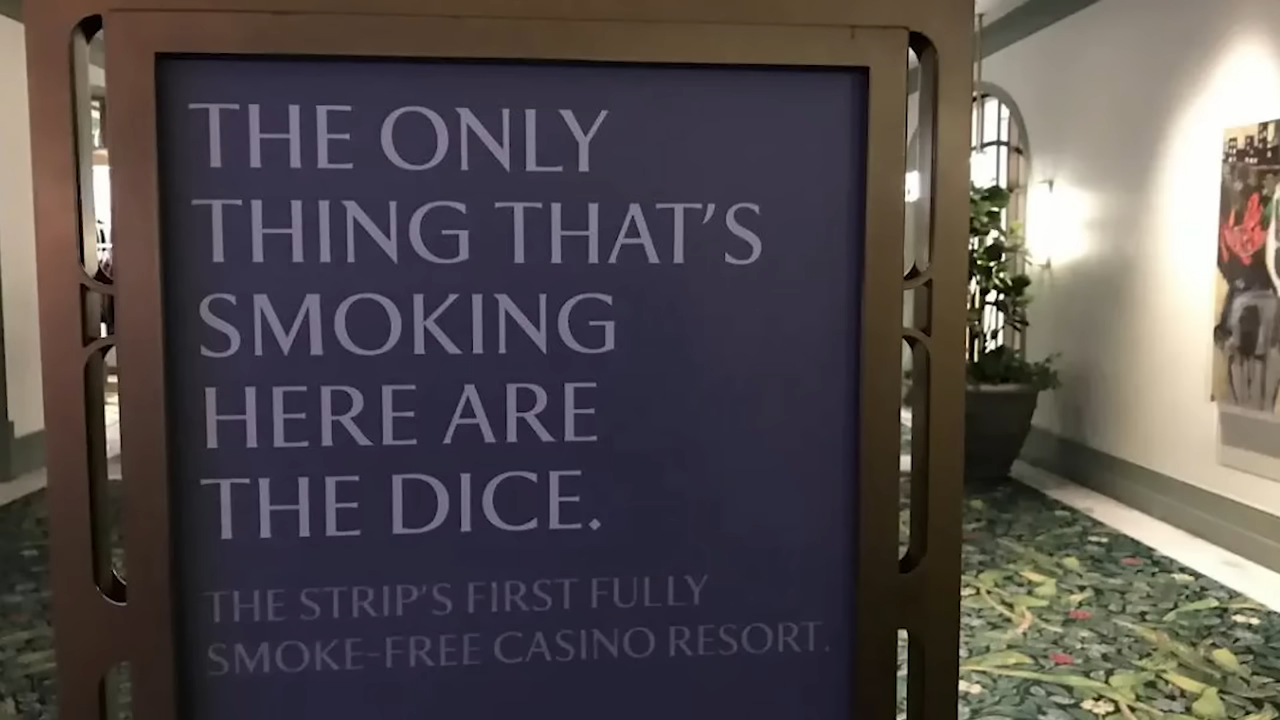 THE ONLY
THING THAT’S
SMOKING
HERE ARE
THE DICE.
THE STRIP’S FIRST FULLY
SMOKE-FREE CASINO RESORT.